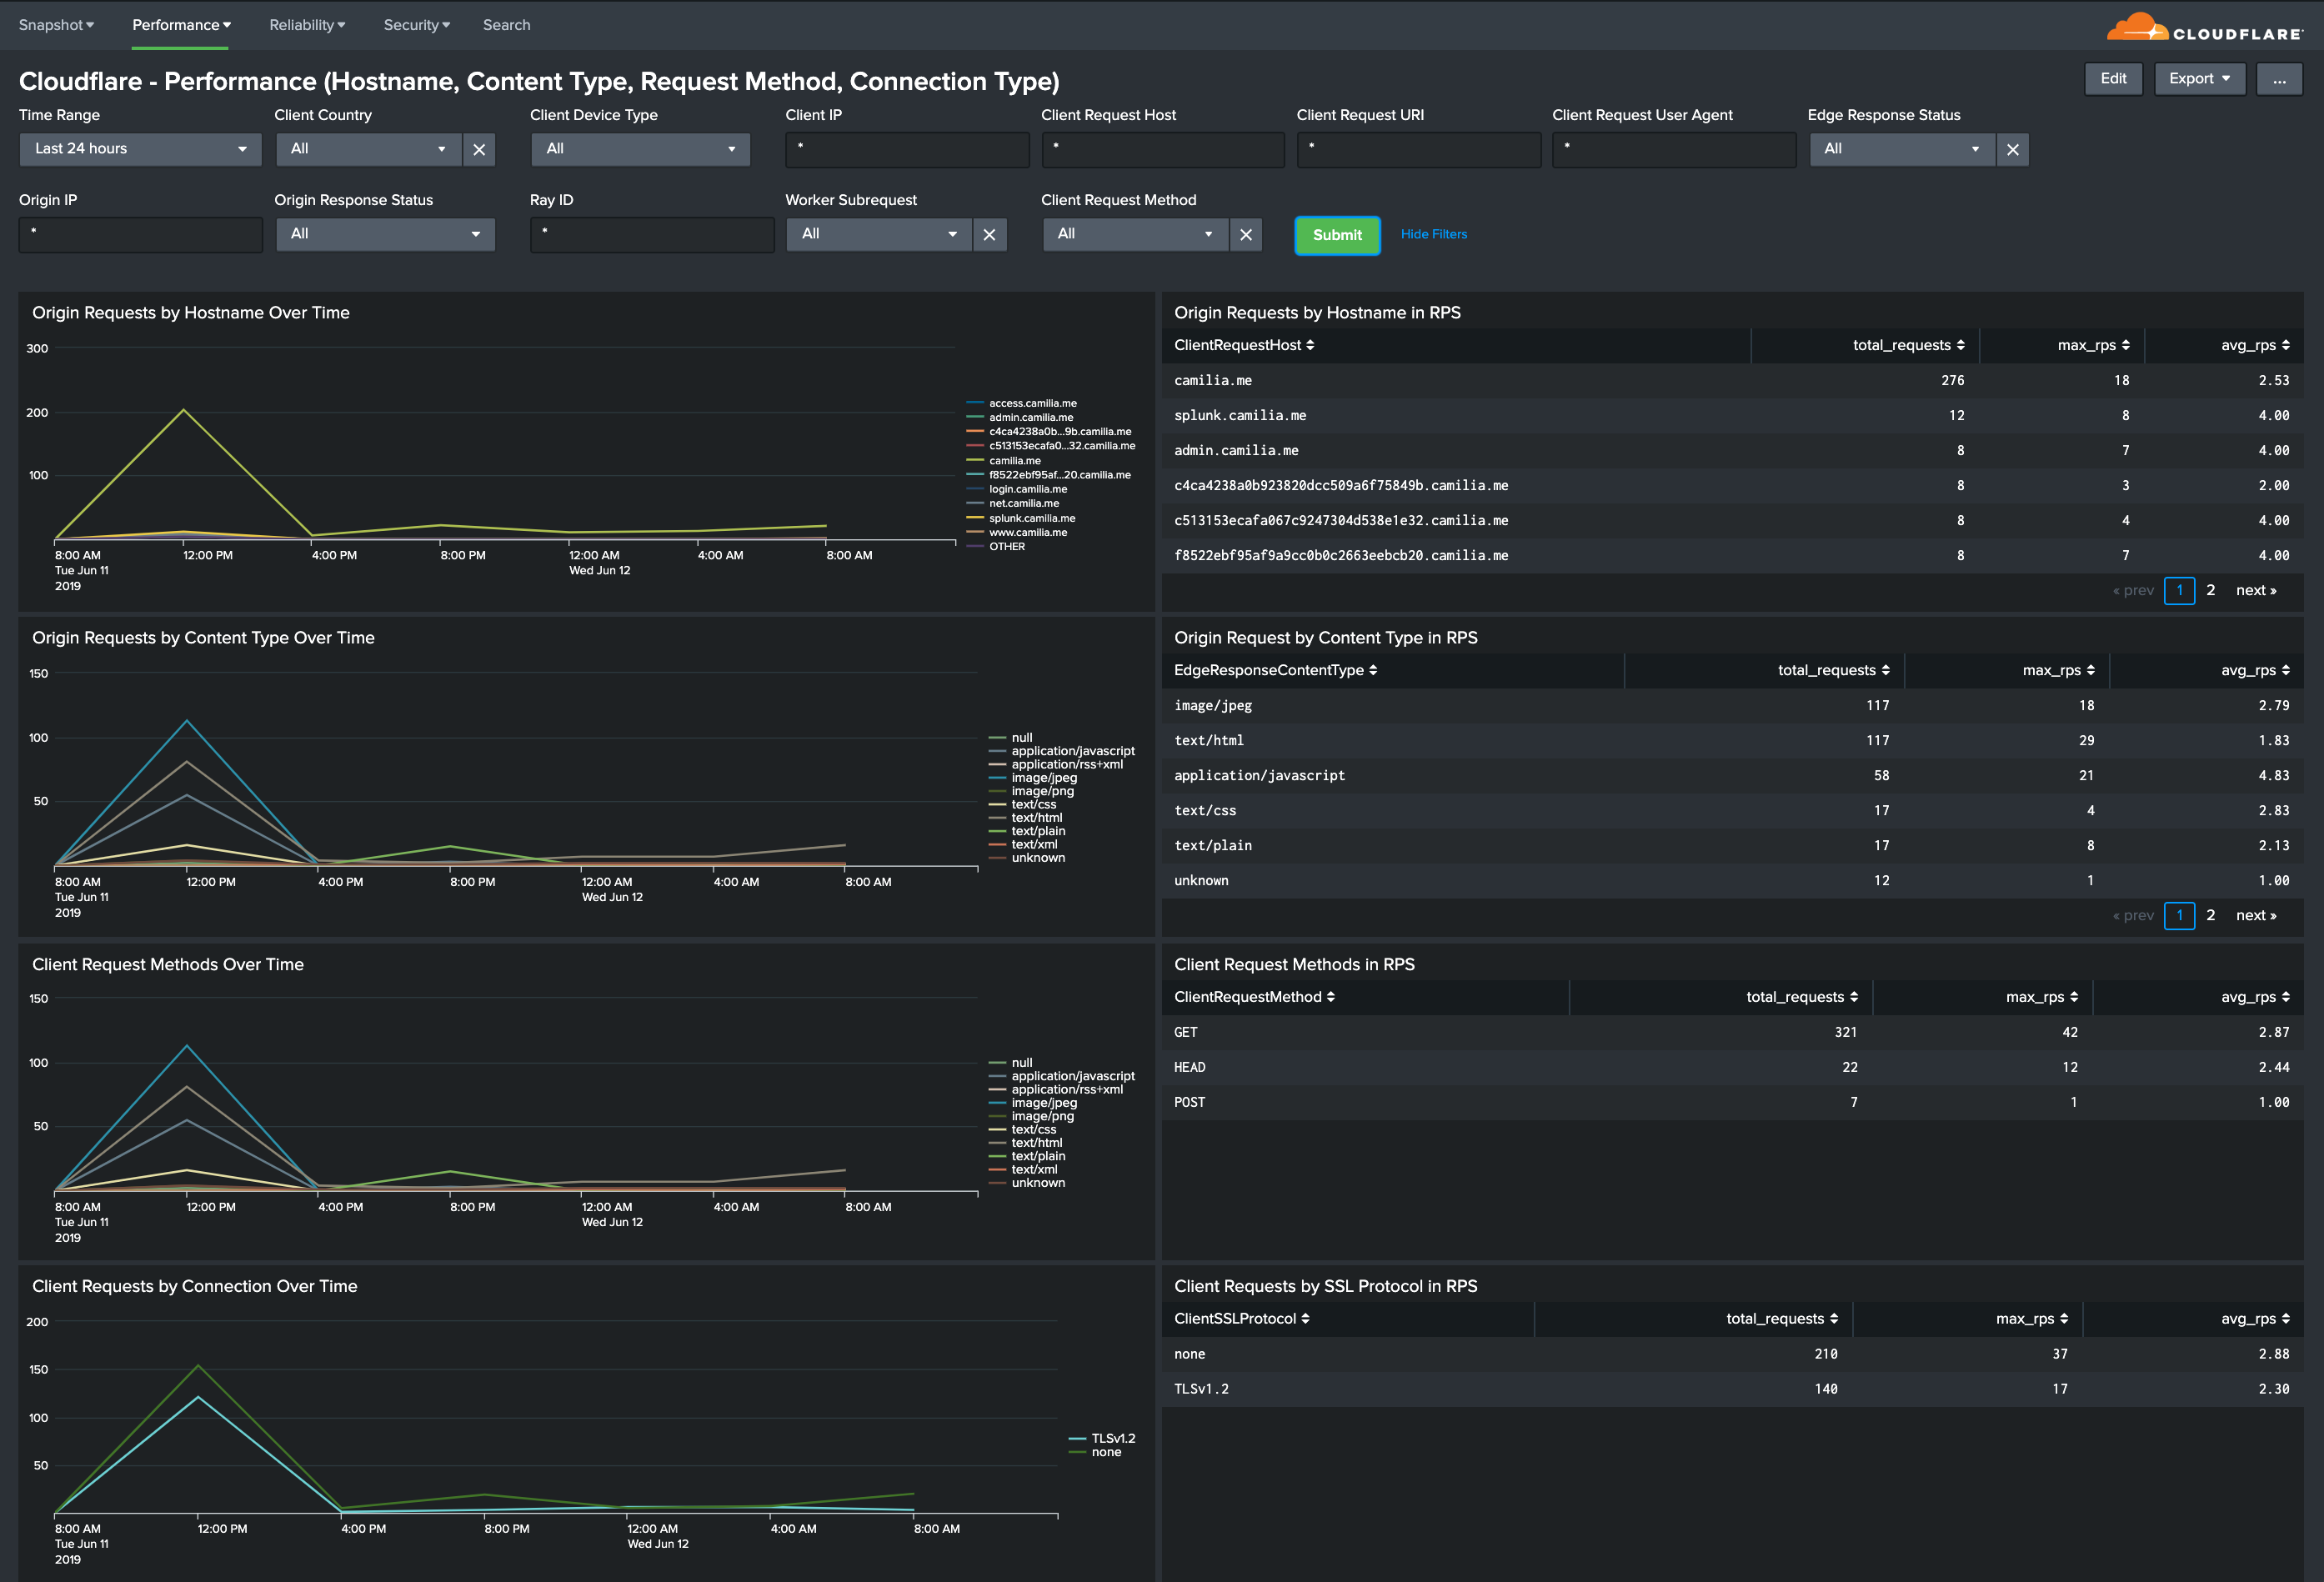 Snapshot Performance Reliability Security Search
CLOUDFLARE
Cloudflare - Performance (Hostname, Content Type, Request Method, Connection Type)
Edit Export ...
Time Range Client Country Client Device Type Client IP Client Request Host Client Request URI Client Request User Agent Edge Response Status
Last 24 hours All All * * * * All
Origin IP Origin Response Status Ray ID Worker Subrequest Client Request Method
* All * All All Submit Hide Filters
Origin Requests by Hostname Over Time
300
200
100
8:00 AM 12:00 PM 4:00 PM 8:00 PM 12:00 AM 4:00 AM 8:00 AM
Tue Jun 11 Wed Jun 12
2019
access.camilia.me
admin.camilia.me
c4ca4238a0b...9b.camilia.me
c513153ecafa0...32.camilia.me
camilia.me
f8522ebf95af...20.camilia.me
login.camilia.me
net.camilia.me
splunk.camilia.me
www.camilia.me
OTHER
Origin Requests by Hostname in RPS
ClientRequestHost total_requests max_rps avg_rps
camilia.me 276 18 2.53
splunk.camilia.me 12 8 4.00
admin.camilia.me 8 7 4.00
c4ca4238a0b923820dcc509a6f75849b.camilia.me 8 3 2.00
c513153ecafa067c9247304d538e1e32.camilia.me 8 4 4.00
f8522ebf95af9a9cc0b0c2663eebcb20.camilia.me 8 7 4.00
« prev 1 2 next »
Origin Requests by Content Type Over Time
150
100
50
8:00 AM 12:00 PM 4:00 PM 8:00 PM 12:00 AM 4:00 AM 8:00 AM
Tue Jun 11 Wed Jun 12
2019
null
application/javascript
application/rss+xml
image/jpeg
image/png
text/css
text/html
text/plain
text/xml
unknown
Origin Request by Content Type in RPS
EdgeResponseContentType total_requests max_rps avg_rps
image/jpeg 117 18 2.79
text/html 117 29 1.83
application/javascript 58 21 4.83
text/css 17 4 2.83
text/plain 17 8 2.13
unknown 12 1 1.00
« prev 1 2 next »
Client Request Methods Over Time
150
100
50
8:00 AM 12:00 PM 4:00 PM 8:00 PM 12:00 AM 4:00 AM 8:00 AM
Tue Jun 11 Wed Jun 12
2019
null
application/javascript
application/rss+xml
image/jpeg
image/png
text/css
text/html
text/plain
text/xml
unknown
Client Request Methods in RPS
ClientRequestMethod total_requests max_rps avg_rps
GET 321 42 2.87
HEAD 22 12 2.44
POST 7 1 1.00
Client Requests by Connection Over Time
200
150
100
50
8:00 AM 12:00 PM 4:00 PM 8:00 PM 12:00 AM 4:00 AM 8:00 AM
Tue Jun 11 Wed Jun 12
2019
TLSv1.2
none
Client Requests by SSL Protocol in RPS
ClientSSLProtocol total_requests max_rps avg_rps
none 210 37 2.88
TLSv1.2 140 17 2.30